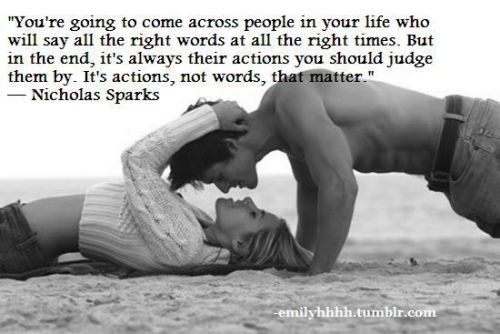 "You're going to come across people in your life who
will say all the right words at all the right times. But
in the end, it's always their actions you should judge
them by. It's actions, not words, that matter."
— Nicholas Sparks
-emilyhhhh.tumblr.com